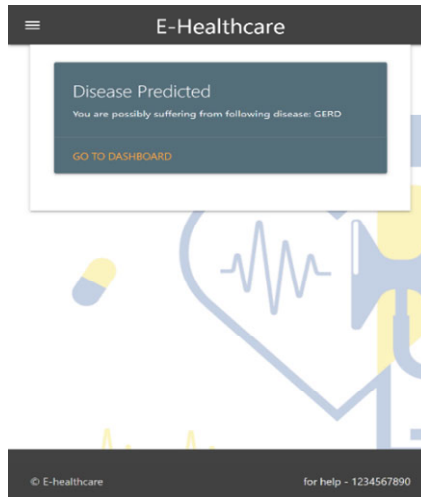 E-Healthcare
Disease Predicted
You are possibly suffering from following disease: GERD
GO TO DASHBOARD
© E-healthcare
for help - 1234567890